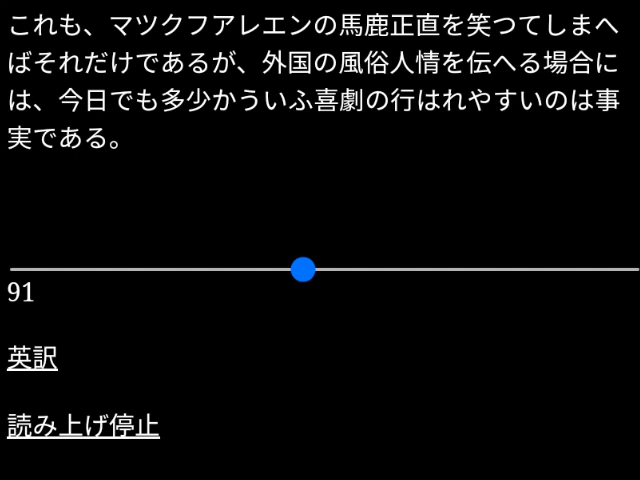 これも、マツクフアレエンの馬鹿正直を笑つてしまへ
ばそれだけであるが、外国の風俗人情を伝へる場合に
は、今日でも多少かういふ喜劇の行はれやすいのは事
実である。
91
英訳
読み上げ停止